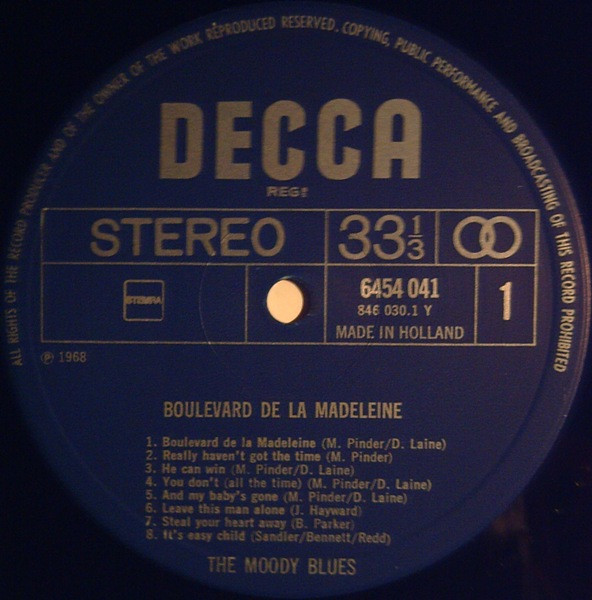 ALL RIGHTS OF THE RECORD PRODUCER AND OF THE OWNER OF THE WORK REPRODUCED RESERVED. COPYING, PUBLIC PERFORMANCE AND BROADCASTING OF THIS RECORD PROHIBITED
DECCA
REG!
STEREO 33 1/3
STEMRA 6454 041 1
846 030.1 Y
MADE IN HOLLAND
℗ 1968
BOULEVARD DE LA MADELEINE
1. Boulevard de la Madeleine (M. Pinder/D. Laine)
2. Really haven't got the time (M. Pinder)
3. He can win (M. Pinder/D. Laine)
4. You don't (all the time) (M. Pinder/D. Laine)
5. And my baby's gone (M. Pinder/D. Laine)
6. Leave this man alone (J. Hayward)
7. Steal your heart away (B. Parker)
8. It's easy child (Sandler/Bennett/Redd)
THE MOODY BLUES